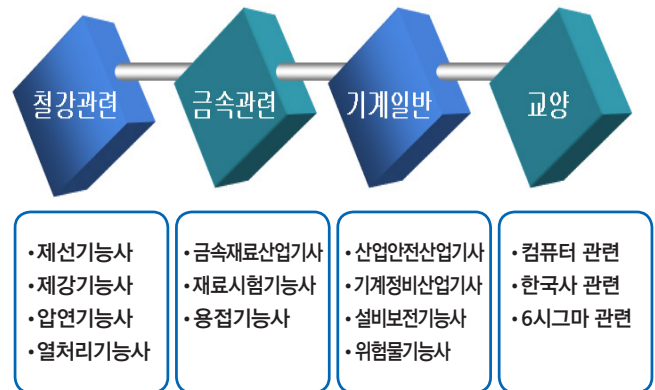 철강관련
금속관련
기계일반
교양
·제선기능사
·제강기능사
·압연기능사
·열처리기능사
·금속재료산업기사
·재료시험기능사
·용접기능사
·산업안전산업기사
·기계정비산업기사
·설비보전기능사
·위험물기능사
·컴퓨터 관련
·한국사 관련
·6시그마 관련